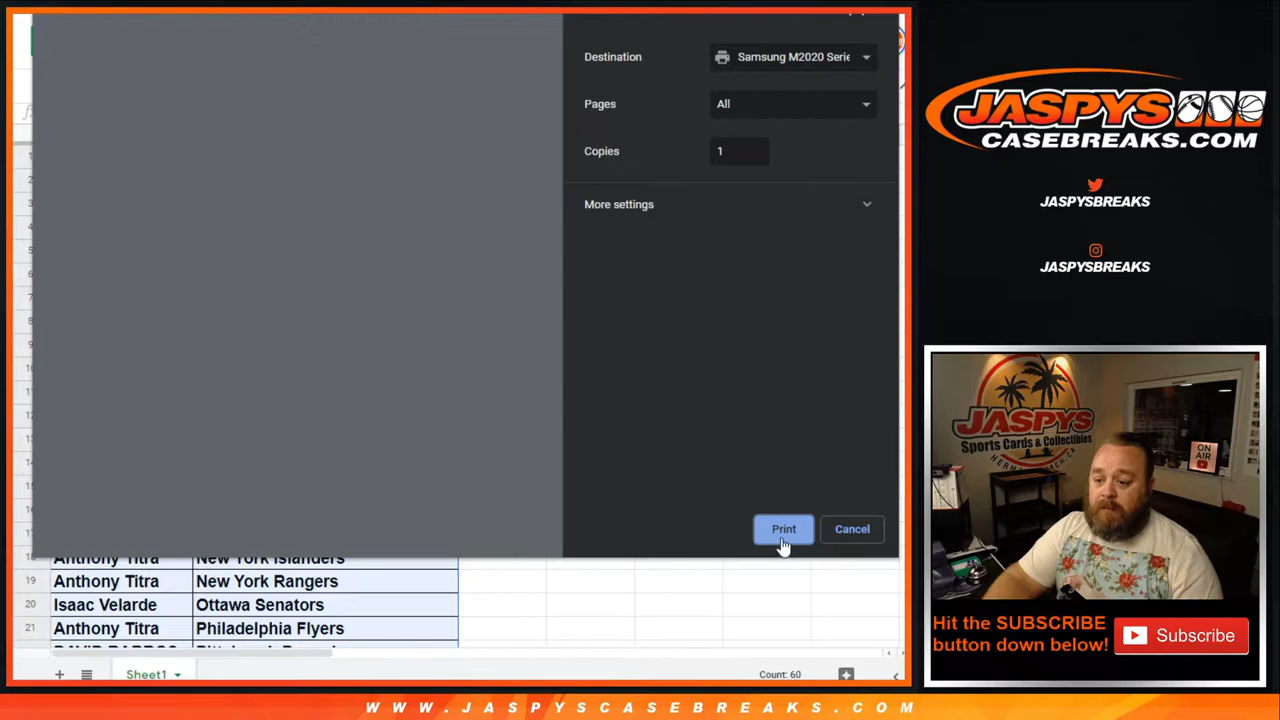 Destination
Samsung M2020 Serie
Pages
All
Copies
1
More settings
Print
Cancel
Anthony Titra
New York Islanders
19
Anthony Titra
New York Rangers
20
Isaac Velarde
Ottawa Senators
21
Anthony Titra
Philadelphia Flyers
Sheet1
Count: 60
JASPYS
CASEBREAKS.COM
JASPYSBREAKS
JASPYSBREAKS
JASPYS
Sports Cards & Collectibles
HERMOSA BEACH CA
ON
AIR
Hit the SUBSCRIBE
button down below!
Subscribe
WWW.JASPYSCASEBREAKS.COM